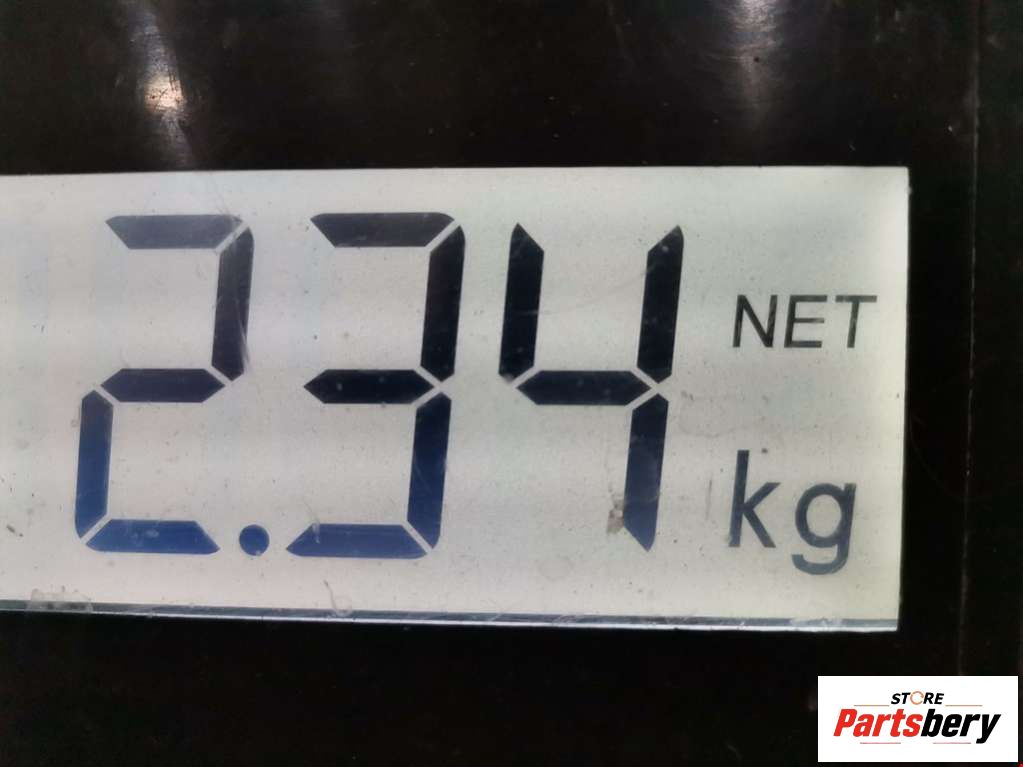 2.34
NET
kg
STORE
Partsbery